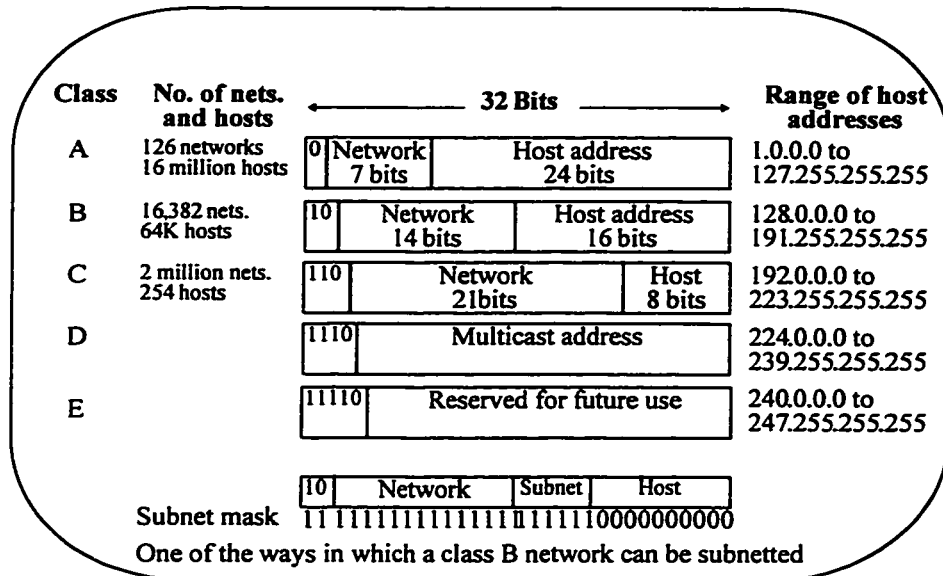 Class No. of nets. 32 Bits Range of host
and hosts addresses
A 126 networks 0 Network Host address 1.0.0.0 to
16 million hosts 7 bits 24 bits 127.255.255.255
B 16,382 nets. 10 Network Host address 128.0.0.0 to
64K hosts 14 bits 16 bits 191.255.255.255
C 2 million nets. 110 Network Host 192.0.0.0 to
254 hosts 21bits 8 bits 223.255.255.255
D 1110 Multicast address 224.0.0.0 to
239.255.255.255
E 11110 Reserved for future use 240.0.0.0 to
247.255.255.255
10 Network Subnet Host
Subnet mask 11 111111111111111111110000000000
One of the ways in which a class B network can be subnetted